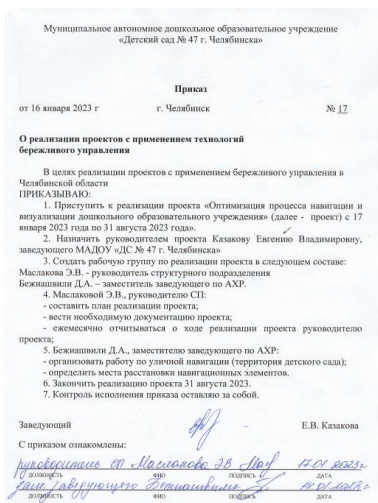 Муниципальное автономное дошкольное образовательное учреждение
«Детский сад № 47 г. Челябинска»
Приказ
от 16 января 2023 г г. Челябинск № 17
О реализации проектов с применением технологий
бережливого управления
В целях реализации проектов с применением бережливого управления в
Челябинской области
ПРИКАЗЫВАЮ:
1. Приступить к реализации проекта «Оптимизация процесса навигации и
визуализации дошкольного образовательного учреждения» (далее - проект) с 17
января 2023 года по 31 августа 2023 года».
2. Назначить руководителем проекта Казакову Евгению Владимировну,
заведующего МАДОУ «ДС № 47 г. Челябинска»
3. Создать рабочую группу по реализации проекта в следующем составе:
Маслакова Э.В. - руководитель структурного подразделения
Бежиашвили Д.А. – заместитель заведующего по АХР.
4. Маслаковой Э.В., руководителю СП:
- составить план реализации проекта;
- вести необходимую документацию проекта;
- ежемесячно отчитываться о ходе реализации проекта руководителю
проекта;
5. Бежиашвили Д.А., заместителю заведующего по АХР:
- организовать работу по уличной навигации (территория детского сада);
- определить места расстановки навигационных элементов.
6. Закончить реализацию проекта 31 августа 2023.
7. Контроль исполнения приказа оставляю за собой.
Заведующий Е.В. Казакова
С приказом ознакомлены:
руководитель СП Маслакова ЭВ 17.01.2023г
должность ФИО подпись дата
зам. заведующего Бежиашвили
должность ФИО подпись дата